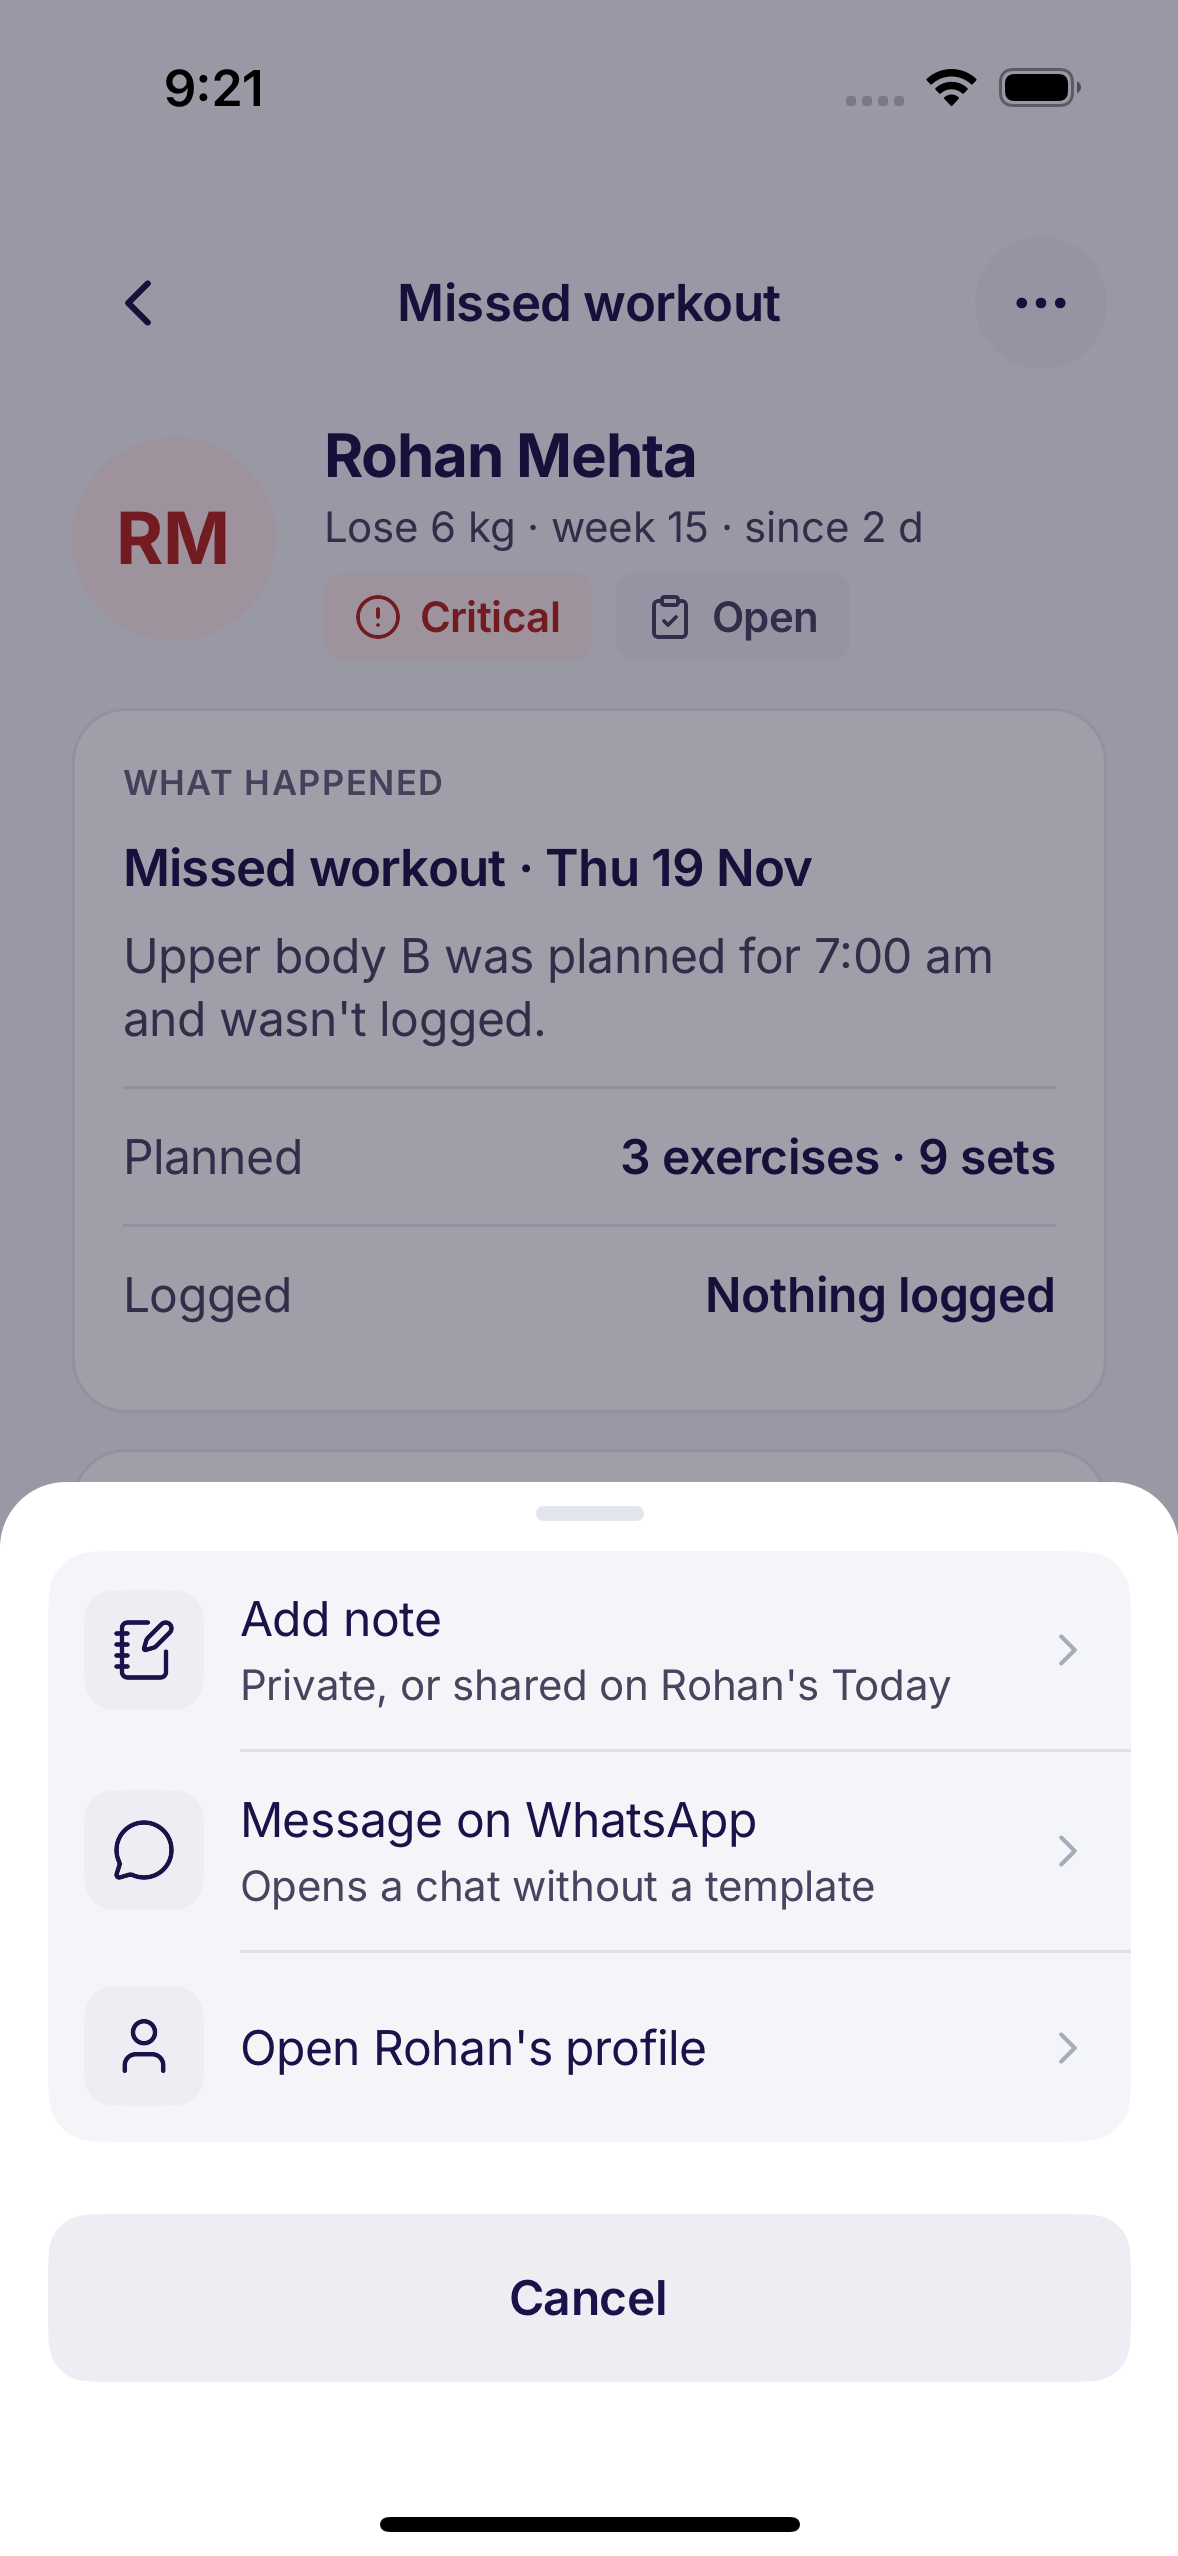 9:21
Missed workout
RM
Rohan Mehta
Lose 6 kg · week 15 · since 2 d
Critical
Open
WHAT HAPPENED
Missed workout · Thu 19 Nov
Upper body B was planned for 7:00 am
and wasn't logged.
Planned
3 exercises · 9 sets
Logged
Nothing logged
Add note
Private, or shared on Rohan's Today
Message on WhatsApp
Opens a chat without a template
Open Rohan's profile
Cancel